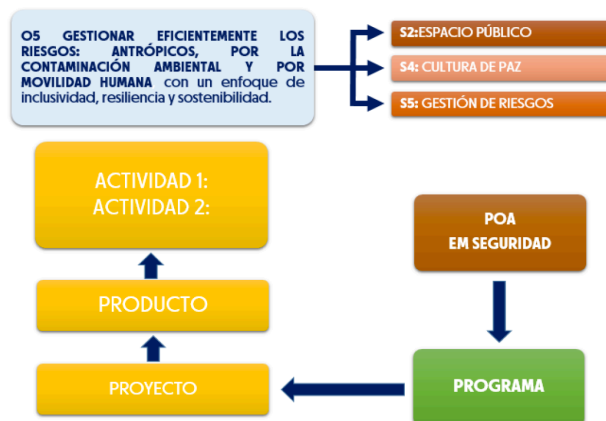 O5 GESTIONAR EFICIENTEMENTE LOS
RIESGOS: ANTRÓPICOS, POR LA
CONTAMINACIÓN AMBIENTAL Y POR
MOVILIDAD HUMANA con un enfoque de
inclusividad, resiliencia y sostenibilidad.
S2:ESPACIO PÚBLICO
S4: CULTURA DE PAZ
S5: GESTIÓN DE RIESGOS
ACTIVIDAD 1:
ACTIVIDAD 2:
POA
EM SEGURIDAD
PRODUCTO
PROYECTO
PROGRAMA